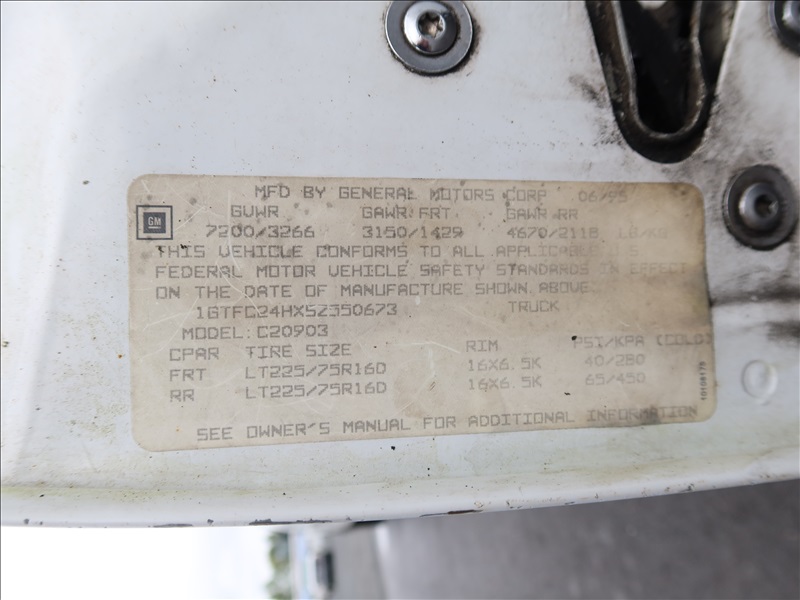 MFD BY GENERAL MOTORS CORP 06/95
GVWR GAWR FRT GAWR RR
GM
7200/3266 3150/1429 4670/2118 LB/KG
THIS VEHICLE CONFORMS TO ALL APPLICABLE U.S.
FEDERAL MOTOR VEHICLE SAFETY STANDARDS IN EFFECT
ON THE DATE OF MANUFACTURE SHOWN ABOVE.
1GTFC24HXSZ550673 TRUCK
MODEL: C20903
CPAR TIRE SIZE RIM PSI/KPA (COLD)
FRT LT225/75R16D 16X6.5K 40/280
RR LT225/75R16D 16X6.5K 65/450
SEE OWNER'S MANUAL FOR ADDITIONAL INFORMATION